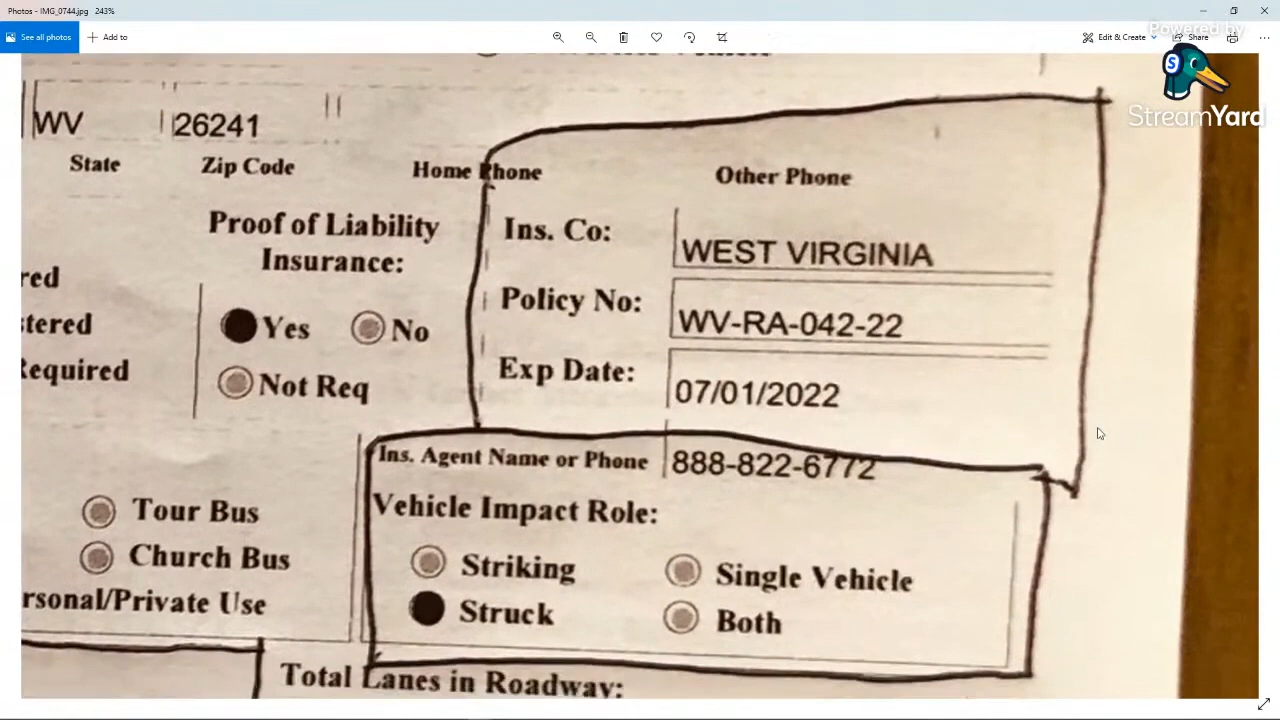 Photos - IMG_0744.jpg 243%
See all photos
Add to
Edit & Create
Share
Powered by
S
StreamYard
WV 26241
State Zip Code Home Phone Other Phone
Proof of Liability
Insurance:
Ins. Co: WEST VIRGINIA
Policy No: WV-RA-042-22
Exp Date: 07/01/2022
red
tered
Required
Yes No
Not Req
Ins. Agent Name or Phone 888-822-6772
Vehicle Impact Role:
Tour Bus
Church Bus
rsonal/Private Use
Striking Single Vehicle
Struck Both
Total Lanes in Roadway: